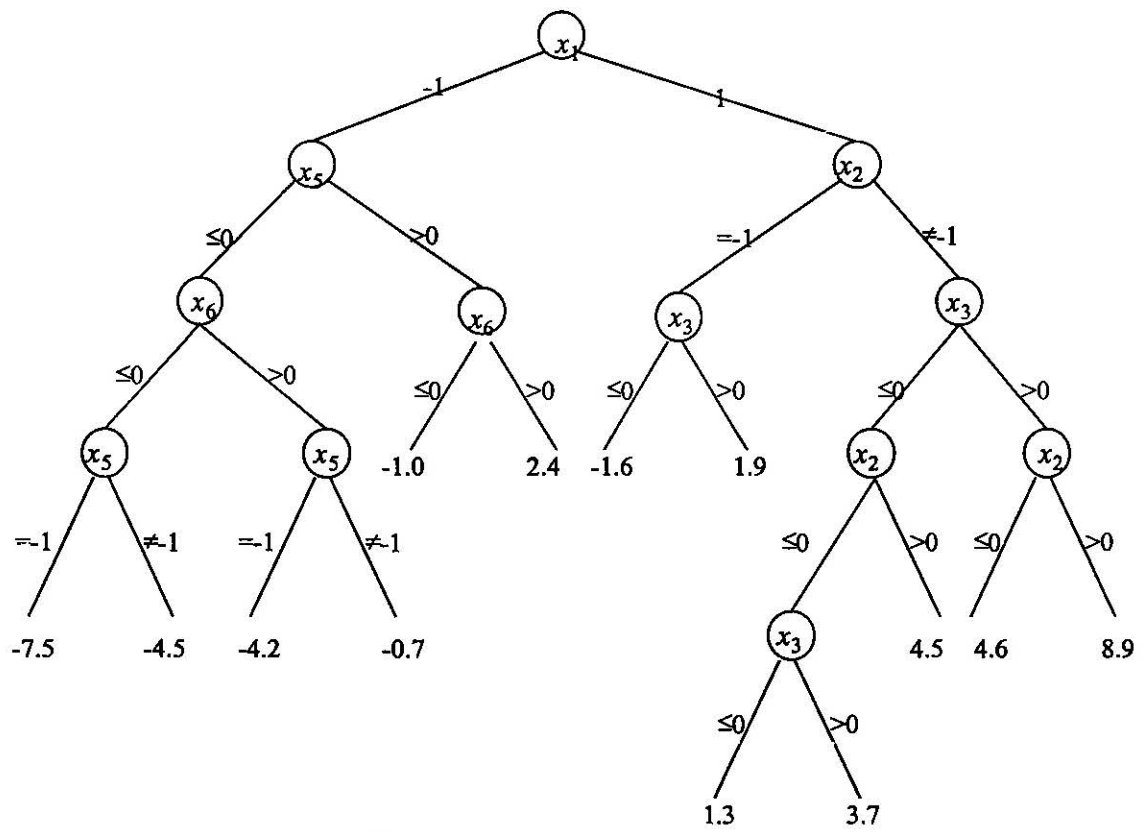 x1
-1 1
x5 x2
≤0 >0 =-1 ≠-1
x6 x6 x3 x3
≤0 >0 ≤0 >0 ≤0 >0 ≤0 >0
x5 x5 -1.0 2.4 -1.6 1.9 x2 x2
=-1 ≠-1 =-1 ≠-1 ≤0 >0 ≤0 >0
-7.5 -4.5 -4.2 -0.7 x3 4.5 4.6 8.9
≤0 >0
1.3 3.7